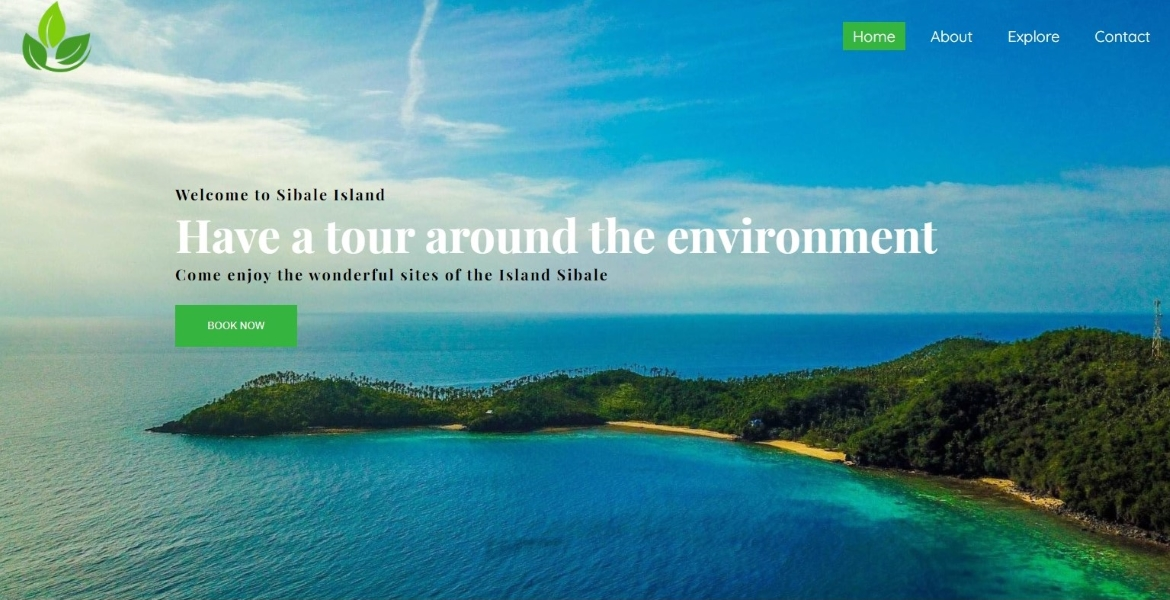 Home About Explore Contact
Welcome to Sibale Island
Have a tour around the environment
Come enjoy the wonderful sites of the Island Sibale
BOOK NOW